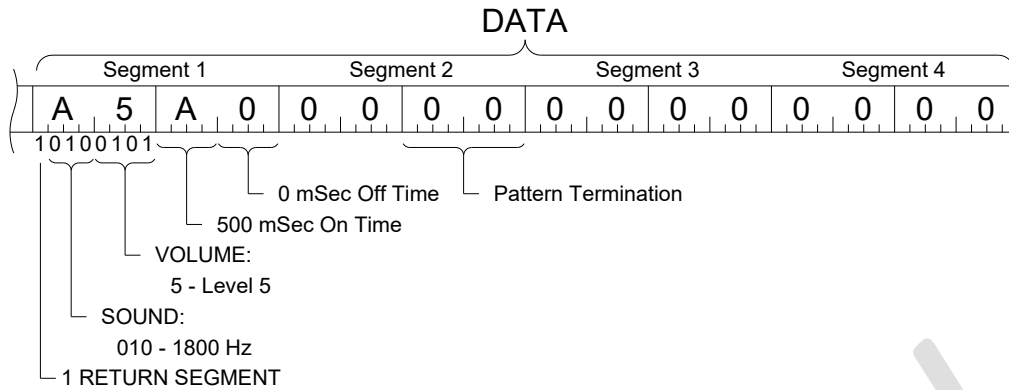 DATA
Segment 1 Segment 2 Segment 3 Segment 4
A 5 A 0 0 0 0 0 0 0 0 0 0 0 0 0
10100101
0 mSec Off Time Pattern Termination
500 mSec On Time
VOLUME:
5 - Level 5
SOUND:
010 - 1800 Hz
1 RETURN SEGMENT